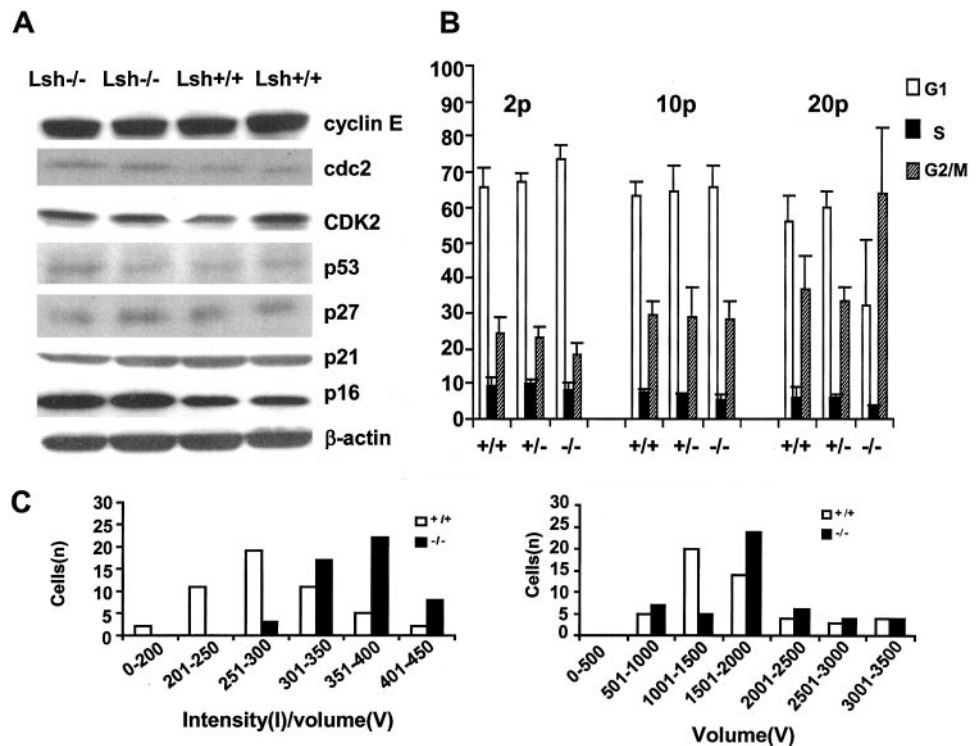 A
Lsh-/- Lsh-/- Lsh+/+ Lsh+/+
cyclin E
cdc2
CDK2
p53
p27
p21
p16
β-actin
B
100
90
80
70
60
50
40
30
20
10
0
2p 10p 20p
G1
S
G2/M
+/+ +/- -/- +/+ +/- -/- +/+ +/- -/-
C
Cells(n)
30
25
20
15
10
5
0
+/+
-/-
0-200 201-250 251-300 301-350 351-400 401-450
Intensity(I)/volume(V)
Cells(n)
30
25
20
15
10
5
0
+/+
-/-
0-500 501-1000 1001-1500 1501-2000 2001-2500 2501-3000 3001-3500
Volume(V)